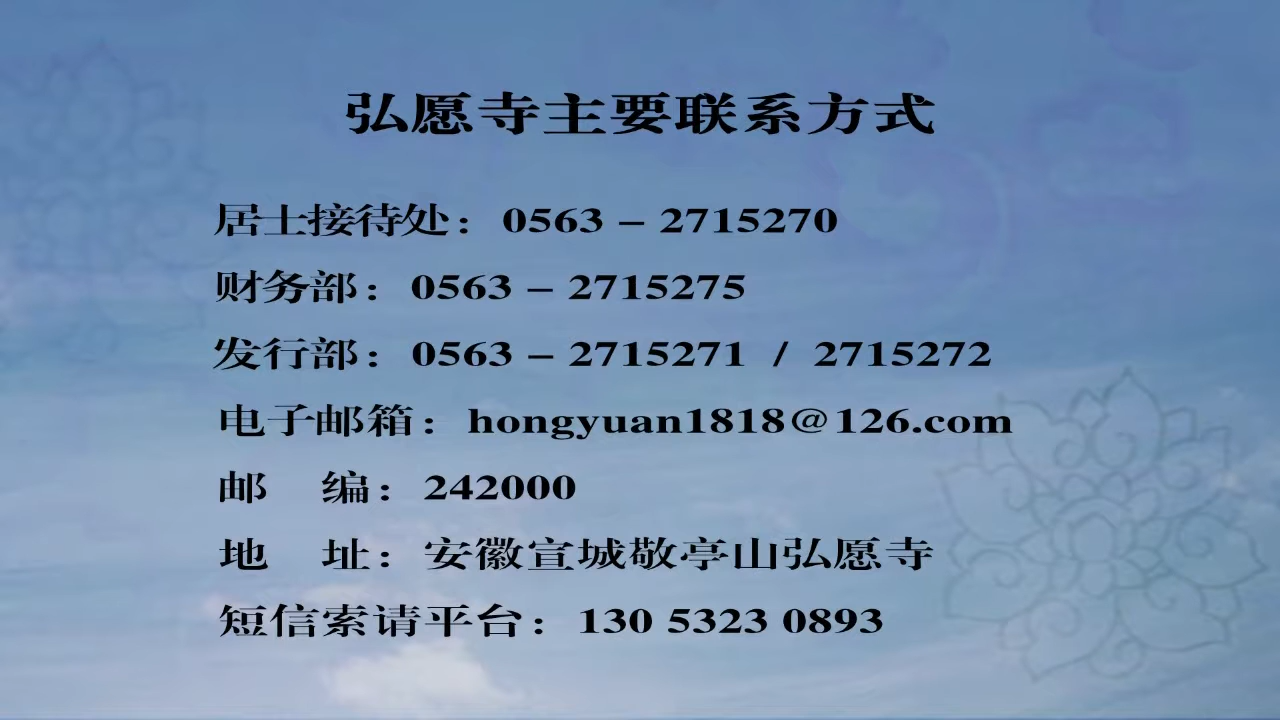 弘愿寺主要联系方式
居士接待处：0563 – 2715270
财务部：0563 – 2715275
发行部：0563 – 2715271 / 2715272
电子邮箱：hongyuan1818@126.com
邮 编：242000
地 址：安徽宣城敬亭山弘愿寺
短信索请平台：130 5323 0893